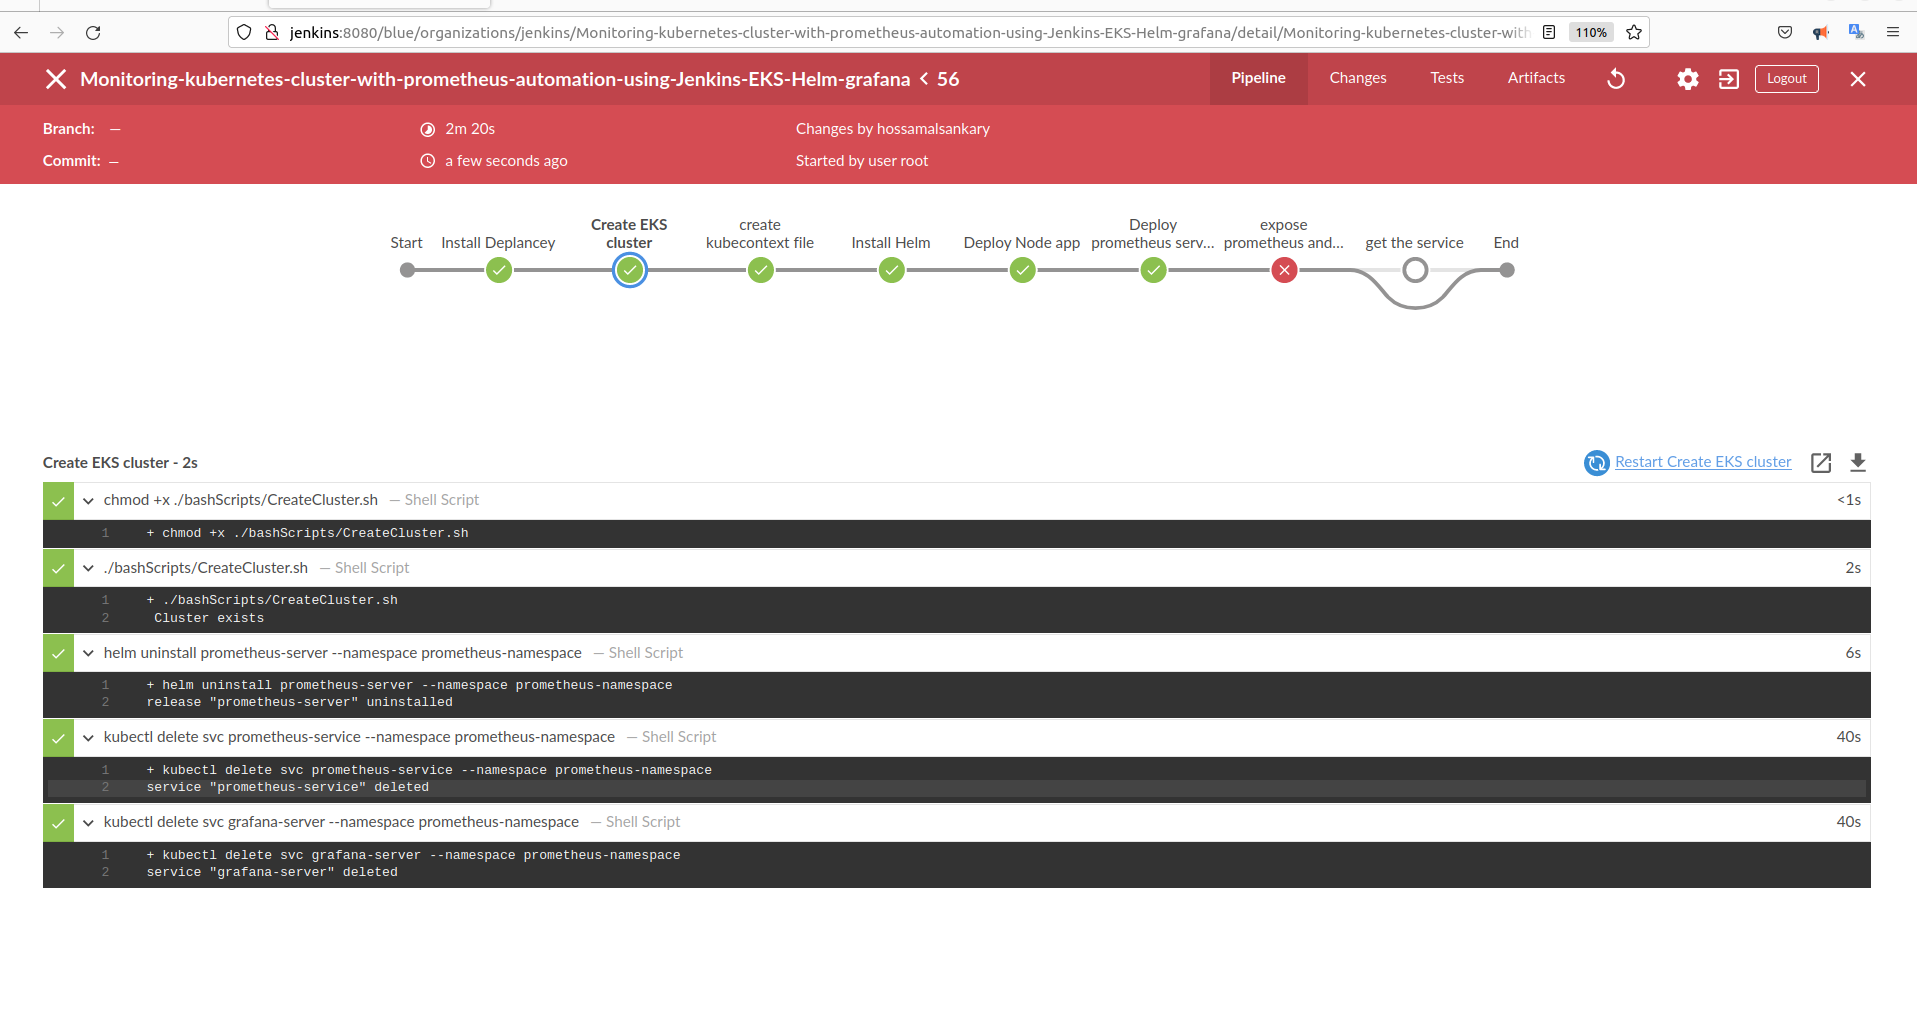 jenkins:8080/blue/organizations/jenkins/Monitoring-kubernetes-cluster-with-prometheus-automation-using-Jenkins-EKS-Helm-grafana/detail/Monitoring-kubernetes-cluster-with
110%
Monitoring-kubernetes-cluster-with-prometheus-automation-using-Jenkins-EKS-Helm-grafana < 56
Pipeline
Changes
Tests
Artifacts
Logout
Branch: —
2m 20s
Changes by hossamalsankary
Commit: —
a few seconds ago
Started by user root
Start
Install Deplancey
Create EKS
cluster
create
kubecontext file
Install Helm
Deploy Node app
Deploy
prometheus serv...
expose
prometheus and...
get the service
End
Create EKS cluster - 2s
Restart Create EKS cluster
chmod +x ./bashScripts/CreateCluster.sh — Shell Script <1s
1 + chmod +x ./bashScripts/CreateCluster.sh
./bashScripts/CreateCluster.sh — Shell Script 2s
1 + ./bashScripts/CreateCluster.sh
2 Cluster exists
helm uninstall prometheus-server --namespace prometheus-namespace — Shell Script 6s
1 + helm uninstall prometheus-server --namespace prometheus-namespace
2 release "prometheus-server" uninstalled
kubectl delete svc prometheus-service --namespace prometheus-namespace — Shell Script 40s
1 + kubectl delete svc prometheus-service --namespace prometheus-namespace
2 service "prometheus-service" deleted
kubectl delete svc grafana-server --namespace prometheus-namespace — Shell Script 40s
1 + kubectl delete svc grafana-server --namespace prometheus-namespace
2 service "grafana-server" deleted